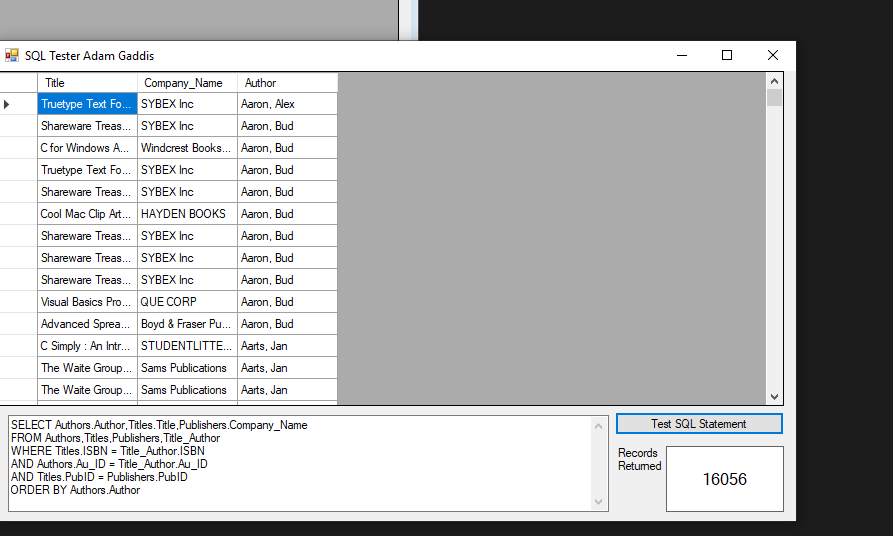 SQL Tester Adam Gaddis
Title Company_Name Author
Truetype Text Fo... SYBEX Inc Aaron, Alex
Shareware Treas... SYBEX Inc Aaron, Bud
C for Windows A... Windcrest Books... Aaron, Bud
Truetype Text Fo... SYBEX Inc Aaron, Bud
Shareware Treas... SYBEX Inc Aaron, Bud
Cool Mac Clip Art... HAYDEN BOOKS Aaron, Bud
Shareware Treas... SYBEX Inc Aaron, Bud
Shareware Treas... SYBEX Inc Aaron, Bud
Shareware Treas... SYBEX Inc Aaron, Bud
Visual Basics Pro... QUE CORP Aaron, Bud
Advanced Sprea... Boyd & Fraser Pu... Aaron, Bud
C Simply : An Intr... STUDENTLITTE... Aarts, Jan
The Waite Group... Sams Publications Aarts, Jan
The Waite Group... Sams Publications Aarts, Jan
SELECT Authors.Author,Titles.Title,Publishers.Company_Name
FROM Authors,Titles,Publishers,Title_Author
WHERE Titles.ISBN = Title_Author.ISBN
AND Authors.Au_ID = Title_Author.Au_ID
AND Titles.PubID = Publishers.PubID
ORDER BY Authors.Author
Test SQL Statement
Records
Returned
16056